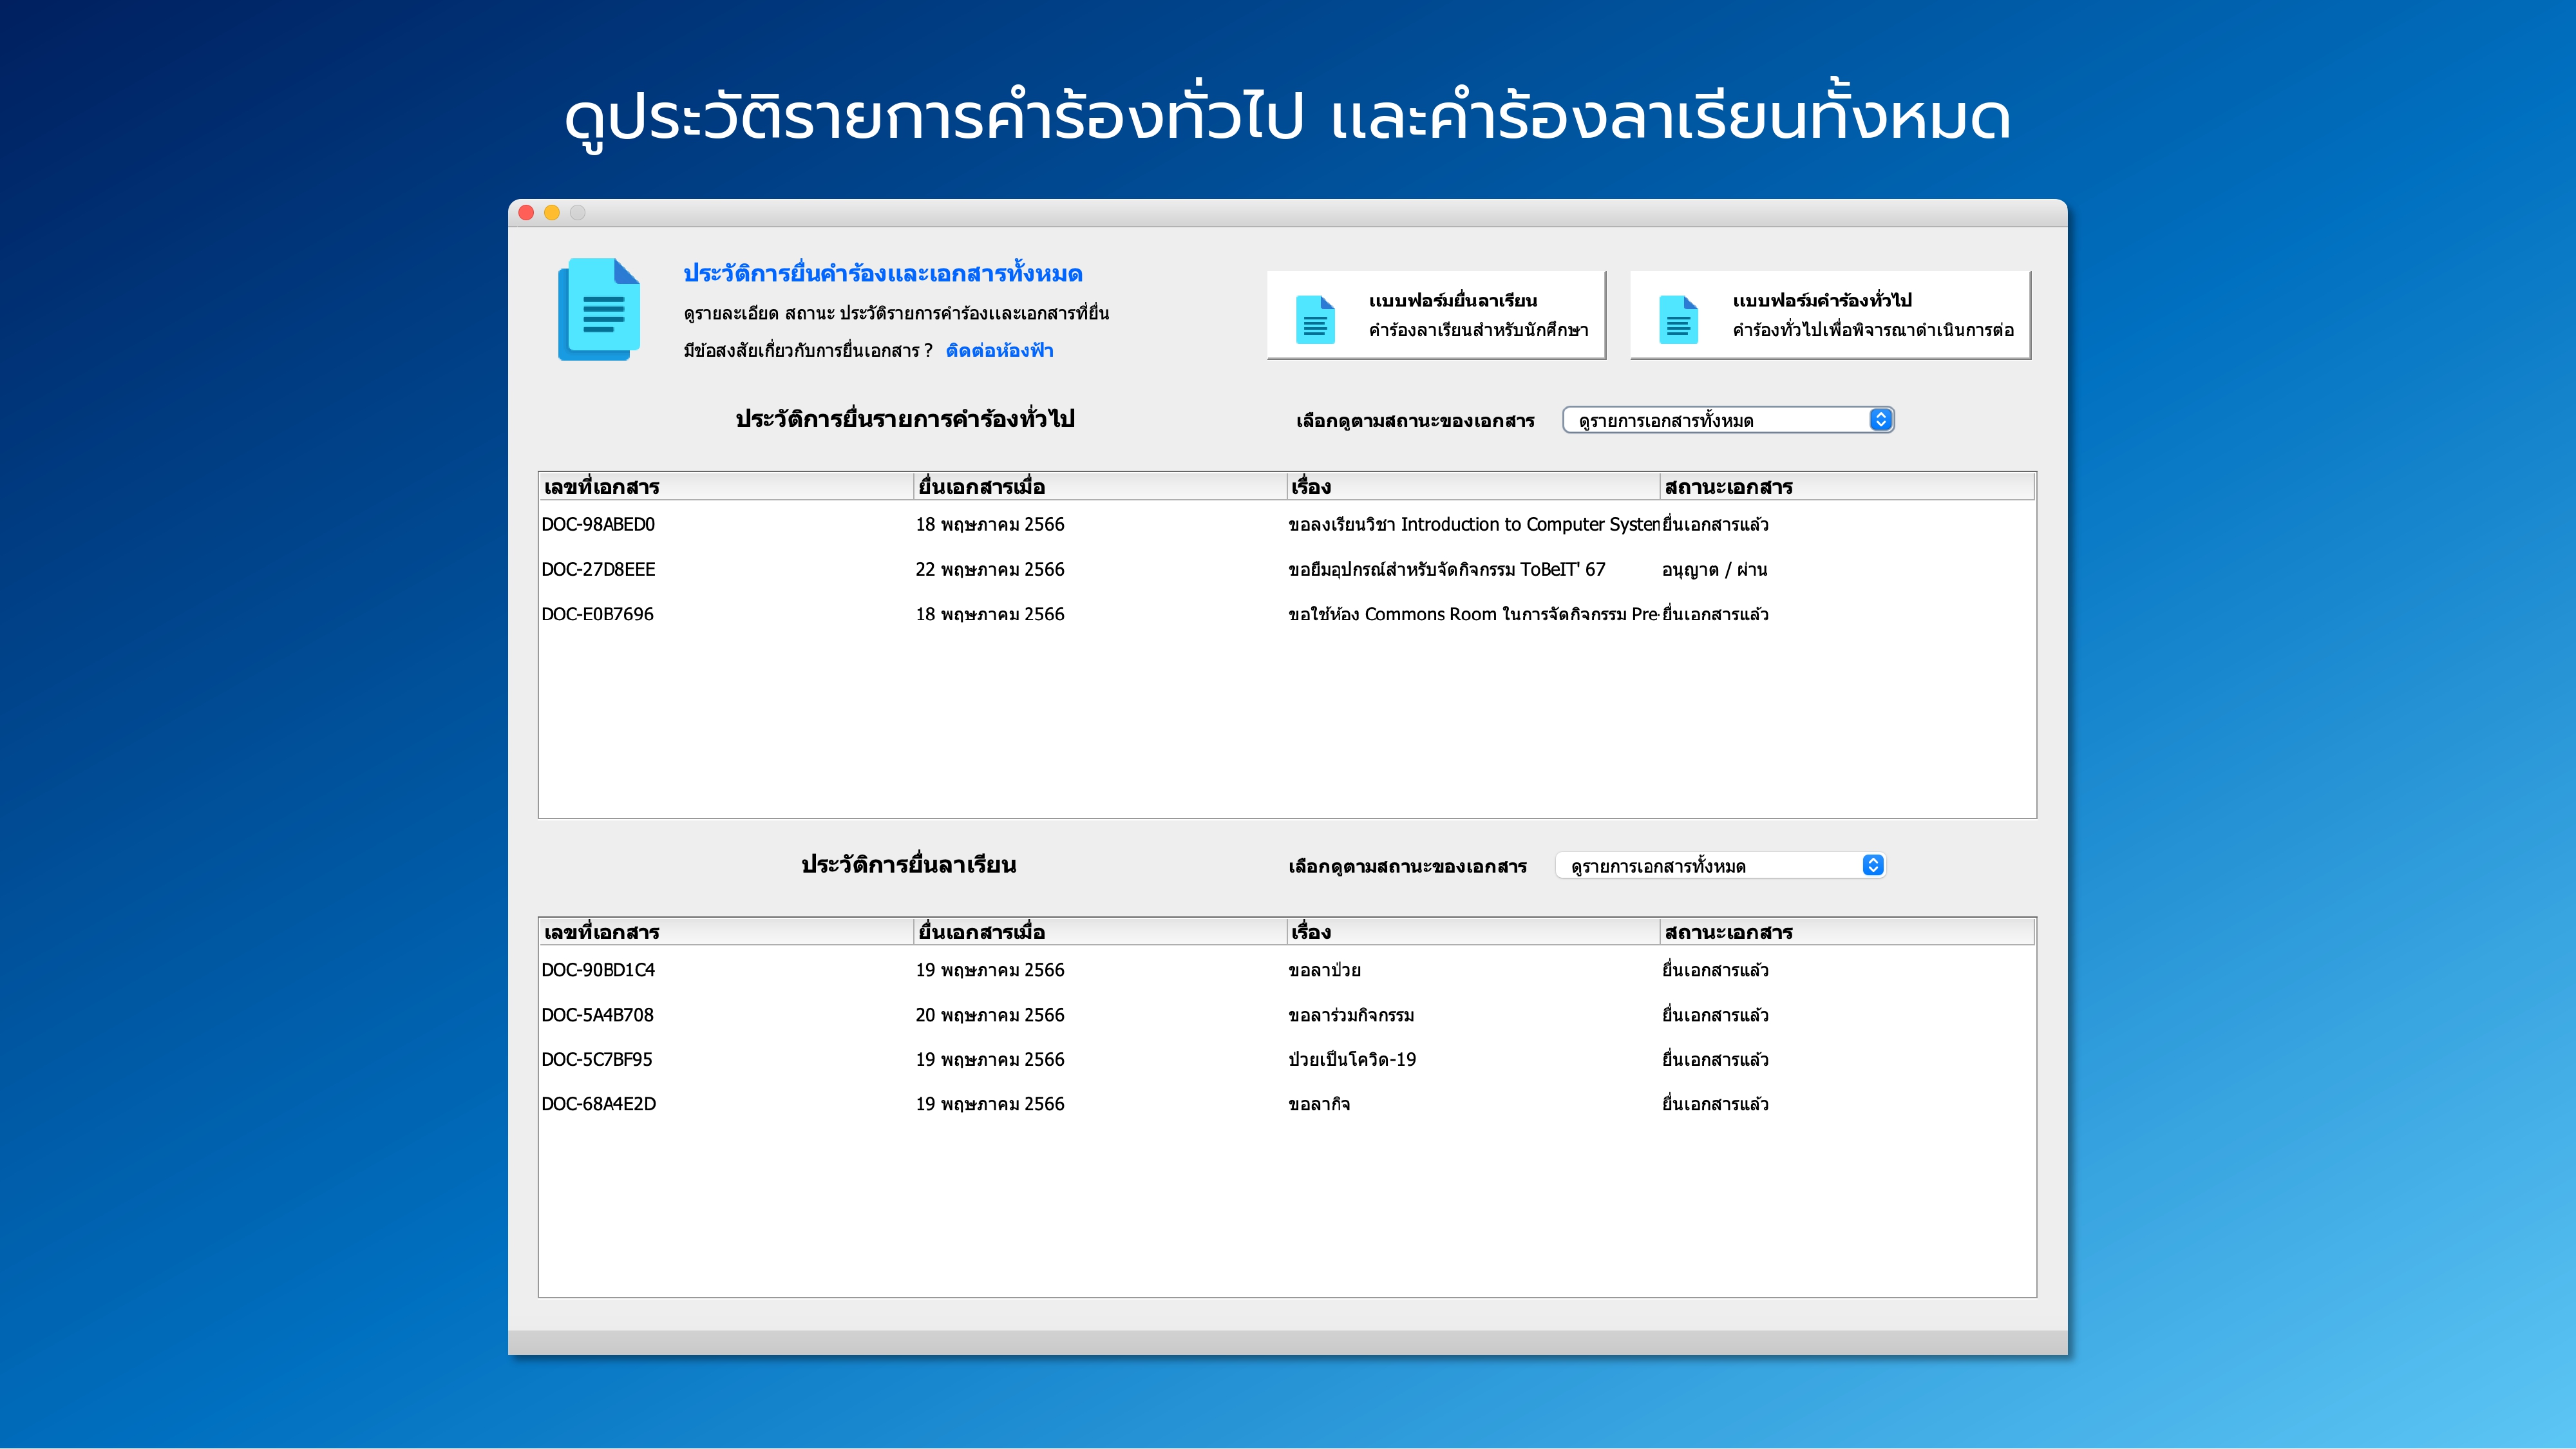 ดูประวัติรายการคำร้องทั่วไป และคำร้องลาเรียนทั้งหมด
ประวัติการยื่นคำร้องและเอกสารทั้งหมด
ดูรายละเอียด สถานะ ประวัติรายการคำร้องและเอกสารที่ยื่น
มีข้อสงสัยเกี่ยวกับการยื่นเอกสาร ? ติดต่อห้องฟ้า
แบบฟอร์มยื่นลาเรียน
คำร้องลาเรียนสำหรับนักศึกษา
แบบฟอร์มคำร้องทั่วไป
คำร้องทั่วไปเพื่อพิจารณาดำเนินการต่อ
ประวัติการยื่นรายการคำร้องทั่วไป เลือกดูตามสถานะของเอกสาร ดูรายการเอกสารทั้งหมด
เลขที่เอกสาร ยื่นเอกสารเมื่อ เรื่อง สถานะเอกสาร
DOC-98ABED0 18 พฤษภาคม 2566 ขอลงเรียนวิชา Introduction to Computer System ยื่นเอกสารแล้ว
DOC-27D8EEE 22 พฤษภาคม 2566 ขอยืมอุปกรณ์สำหรับจัดกิจกรรม ToBeIT' 67 อนุญาต / ผ่าน
DOC-E0B7696 18 พฤษภาคม 2566 ขอใช้ห้อง Commons Room ในการจัดกิจกรรม Pre- ยื่นเอกสารแล้ว
ประวัติการยื่นลาเรียน เลือกดูตามสถานะของเอกสาร ดูรายการเอกสารทั้งหมด
เลขที่เอกสาร ยื่นเอกสารเมื่อ เรื่อง สถานะเอกสาร
DOC-90BD1C4 19 พฤษภาคม 2566 ขอลาป่วย ยื่นเอกสารแล้ว
DOC-5A4B708 20 พฤษภาคม 2566 ขอลาร่วมกิจกรรม ยื่นเอกสารแล้ว
DOC-5C7BF95 19 พฤษภาคม 2566 ป่วยเป็นโควิด-19 ยื่นเอกสารแล้ว
DOC-68A4E2D 19 พฤษภาคม 2566 ขอลากิจ ยื่นเอกสารแล้ว